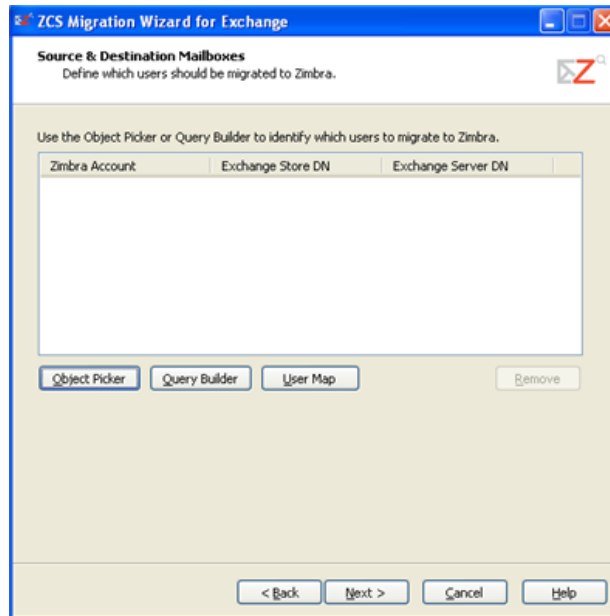 ZCS Migration Wizard for Exchange
Source & Destination Mailboxes
Define which users should be migrated to Zimbra.
Use the Object Picker or Query Builder to identify which users to migrate to Zimbra.
Zimbra Account Exchange Store DN Exchange Server DN
Object Picker Query Builder User Map Remove
< Back Next > Cancel Help